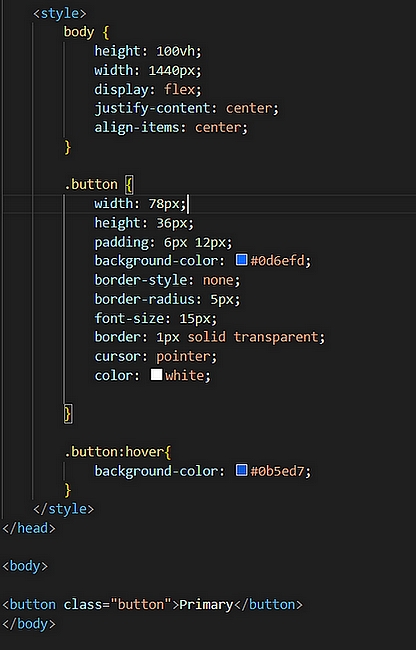 <style>
body {
height: 100vh;
width: 1440px;
display: flex;
justify-content: center;
align-items: center;
}
.button {
width: 78px;
height: 36px;
padding: 6px 12px;
background-color: #0d6efd;
border-style: none;
border-radius: 5px;
font-size: 15px;
border: 1px solid transparent;
cursor: pointer;
color: white;
}
.button:hover{
background-color: #0b5ed7;
}
</style>
</head>
<body>
<button class="button">Primary</button>
</body>